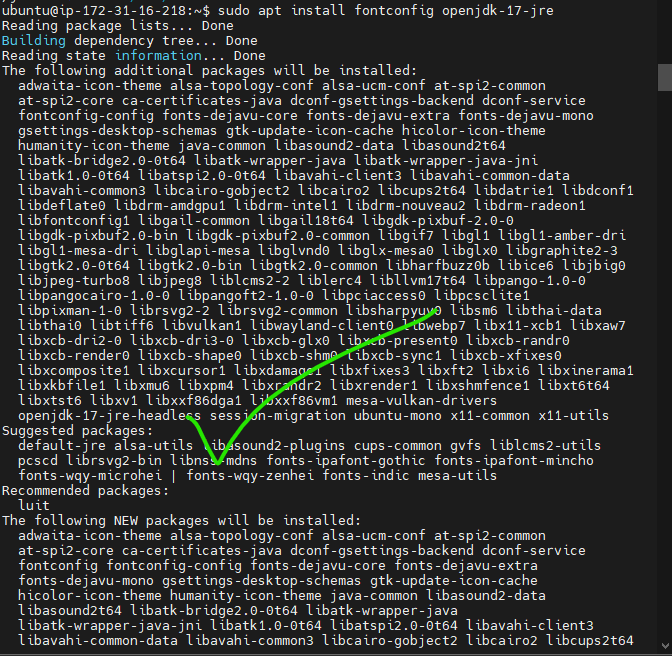 ubuntu@ip-172-31-16-218:~$ sudo apt install fontconfig openjdk-17-jre
Reading package lists... Done
Building dependency tree... Done
Reading state information... Done
The following additional packages will be installed:
  adwaita-icon-theme alsa-topology-conf alsa-ucm-conf at-spi2-common
  at-spi2-core ca-certificates-java dconf-gsettings-backend dconf-service
  fontconfig-config fonts-dejavu-core fonts-dejavu-extra fonts-dejavu-mono
  gsettings-desktop-schemas gtk-update-icon-cache hicolor-icon-theme
  humanity-icon-theme java-common libasound2-data libasound2t64
  libatk-bridge2.0-0t64 libatk-wrapper-java libatk-wrapper-java-jni
  libatk1.0-0t64 libatspi2.0-0t64 libavahi-client3 libavahi-common-data
  libavahi-common3 libcairo-gobject2 libcairo2 libcups2t64 libdatrie1 libdconf1
  libdeflate0 libdrm-amdgpu1 libdrm-intel1 libdrm-nouveau2 libdrm-radeon1
  libfontconfig1 libgail-common libgail18t64 libgdk-pixbuf-2.0-0
  libgdk-pixbuf2.0-bin libgdk-pixbuf2.0-common libgif7 libgl1 libgl1-amber-dri
  libgl1-mesa-dri libglapi-mesa libglvnd0 libglx-mesa0 libglx0 libgraphite2-3
  libgtk2.0-0t64 libgtk2.0-bin libgtk2.0-common libharfbuzz0b libice6 libjbig0
  libjpeg-turbo8 libjpeg8 liblcms2-2 liblerc4 libllvm17t64 libpango-1.0-0
  libpangocairo-1.0-0 libpangoft2-1.0-0 libpciaccess0 libpcsclite1
  libpixman-1-0 librsvg2-2 librsvg2-common libsharpyuv0 libsm6 libthai-data
  libthai0 libtiff6 libvulkan1 libwayland-client0 libwebp7 libx11-xcb1 libxaw7
  libxcb-dri2-0 libxcb-dri3-0 libxcb-glx0 libxcb-present0 libxcb-randr0
  libxcb-render0 libxcb-shape0 libxcb-shm0 libxcb-sync1 libxcb-xfixes0
  libxcomposite1 libxcursor1 libxdamage1 libxfixes3 libxft2 libxi6 libxinerama1
  libxkbfile1 libxmu6 libxpm4 libxrandr2 libxrender1 libxshmfence1 libxt6t64
  libxtst6 libxv1 libxxf86dga1 libxxf86vm1 mesa-vulkan-drivers
  openjdk-17-jre-headless session-migration ubuntu-mono x11-common x11-utils
Suggested packages:
  default-jre alsa-utils libasound2-plugins cups-common gvfs liblcms2-utils
  pcscd librsvg2-bin libnss-mdns fonts-ipafont-gothic fonts-ipafont-mincho
  fonts-wqy-microhei | fonts-wqy-zenhei fonts-indic mesa-utils
Recommended packages:
  luit
The following NEW packages will be installed:
  adwaita-icon-theme alsa-topology-conf alsa-ucm-conf at-spi2-common
  at-spi2-core ca-certificates-java dconf-gsettings-backend dconf-service
  fontconfig fontconfig-config fonts-dejavu-core fonts-dejavu-extra
  fonts-dejavu-mono gsettings-desktop-schemas gtk-update-icon-cache
  hicolor-icon-theme humanity-icon-theme java-common libasound2-data
  libasound2t64 libatk-bridge2.0-0t64 libatk-wrapper-java
  libatk-wrapper-java-jni libatk1.0-0t64 libatspi2.0-0t64 libavahi-client3
  libavahi-common-data libavahi-common3 libcairo-gobject2 libcairo2 libcups2t64